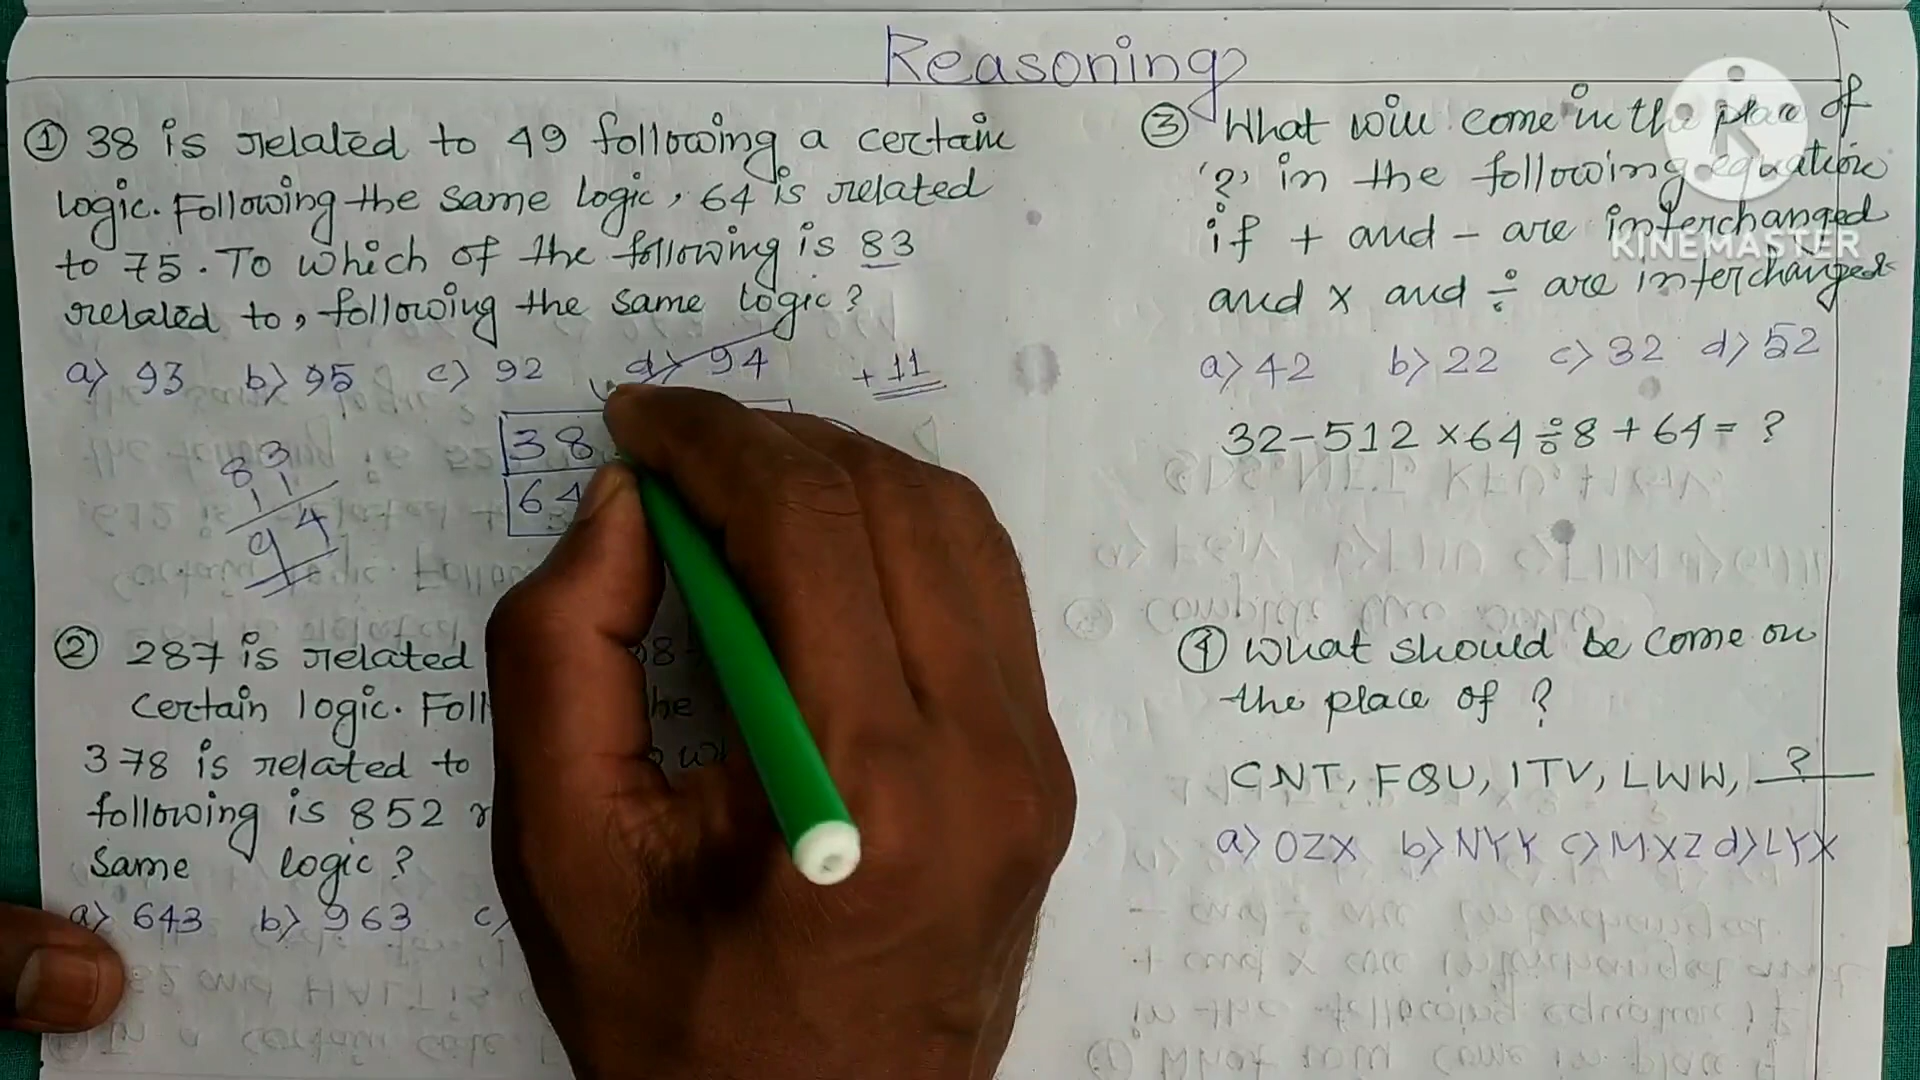 Reasoning
① 38 is related to 49 following a certain
logic. Following the same logic, 64 is related
to 75. To which of the following is 83
related to, following the same logic?
a) 93 b) 95 c) 92 d) 94
+11
38
64
83
11
94
② 287 is related
certain logic.
378 is related to
following is 852
same logic?
a) 643 b) 963 c)
③ What will come in the place of
'?' in the following equation
if + and - are interchanged
and × and ÷ are interchanged
a) 42 b) 22 c) 32 d) 52
32-512×64÷8+64=?
④ What should be come on
the place of ?
CNT, FQU, ITV, LWW, ?
a) OZX b) NYY c) MXZ d) LYX
KINEMASTER